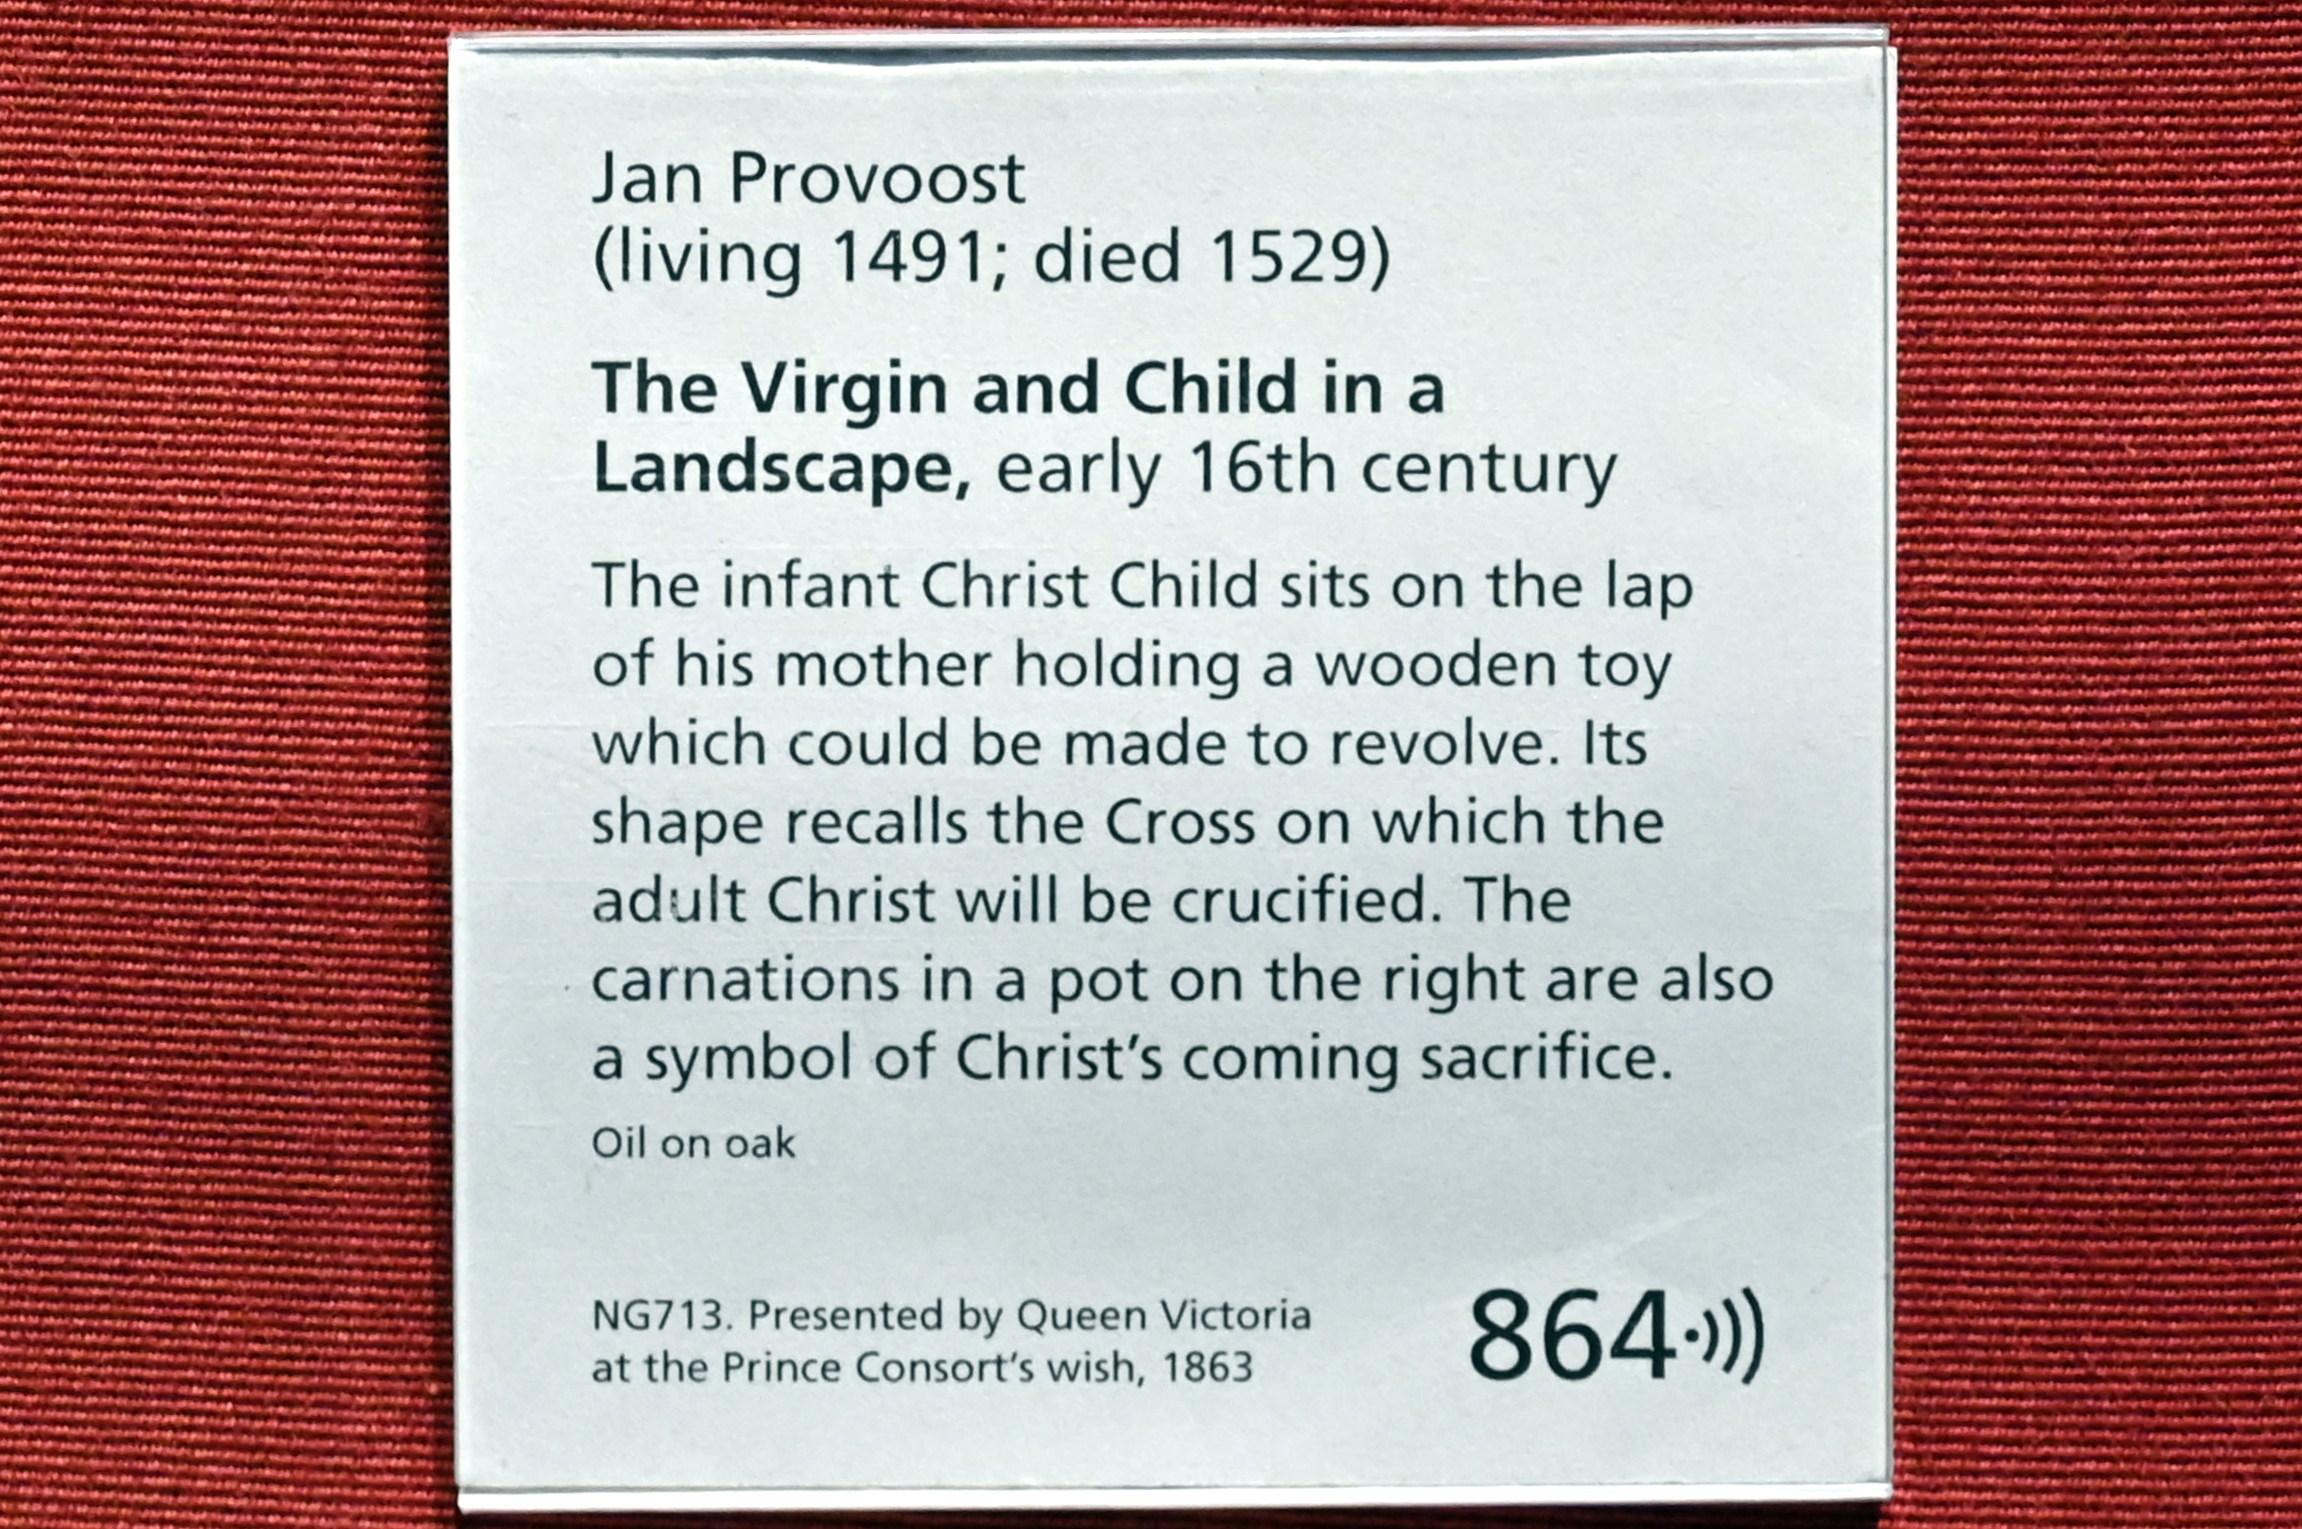 Jan Provoost
(living 1491; died 1529)
The Virgin and Child in a
Landscape, early 16th century
The infant Christ Child sits on the lap
of his mother holding a wooden toy
which could be made to revolve. Its
shape recalls the Cross on which the
adult Christ will be crucified. The
carnations in a pot on the right are also
a symbol of Christ’s coming sacrifice.
Oil on oak
NG713. Presented by Queen Victoria
at the Prince Consort’s wish, 1863
864